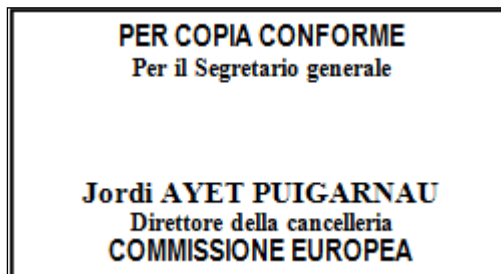 PER COPIA CONFORME
Per il Segretario generale
Jordi AYET PUIGARNAU
Direttore della cancelleria
COMMISSIONE EUROPEA